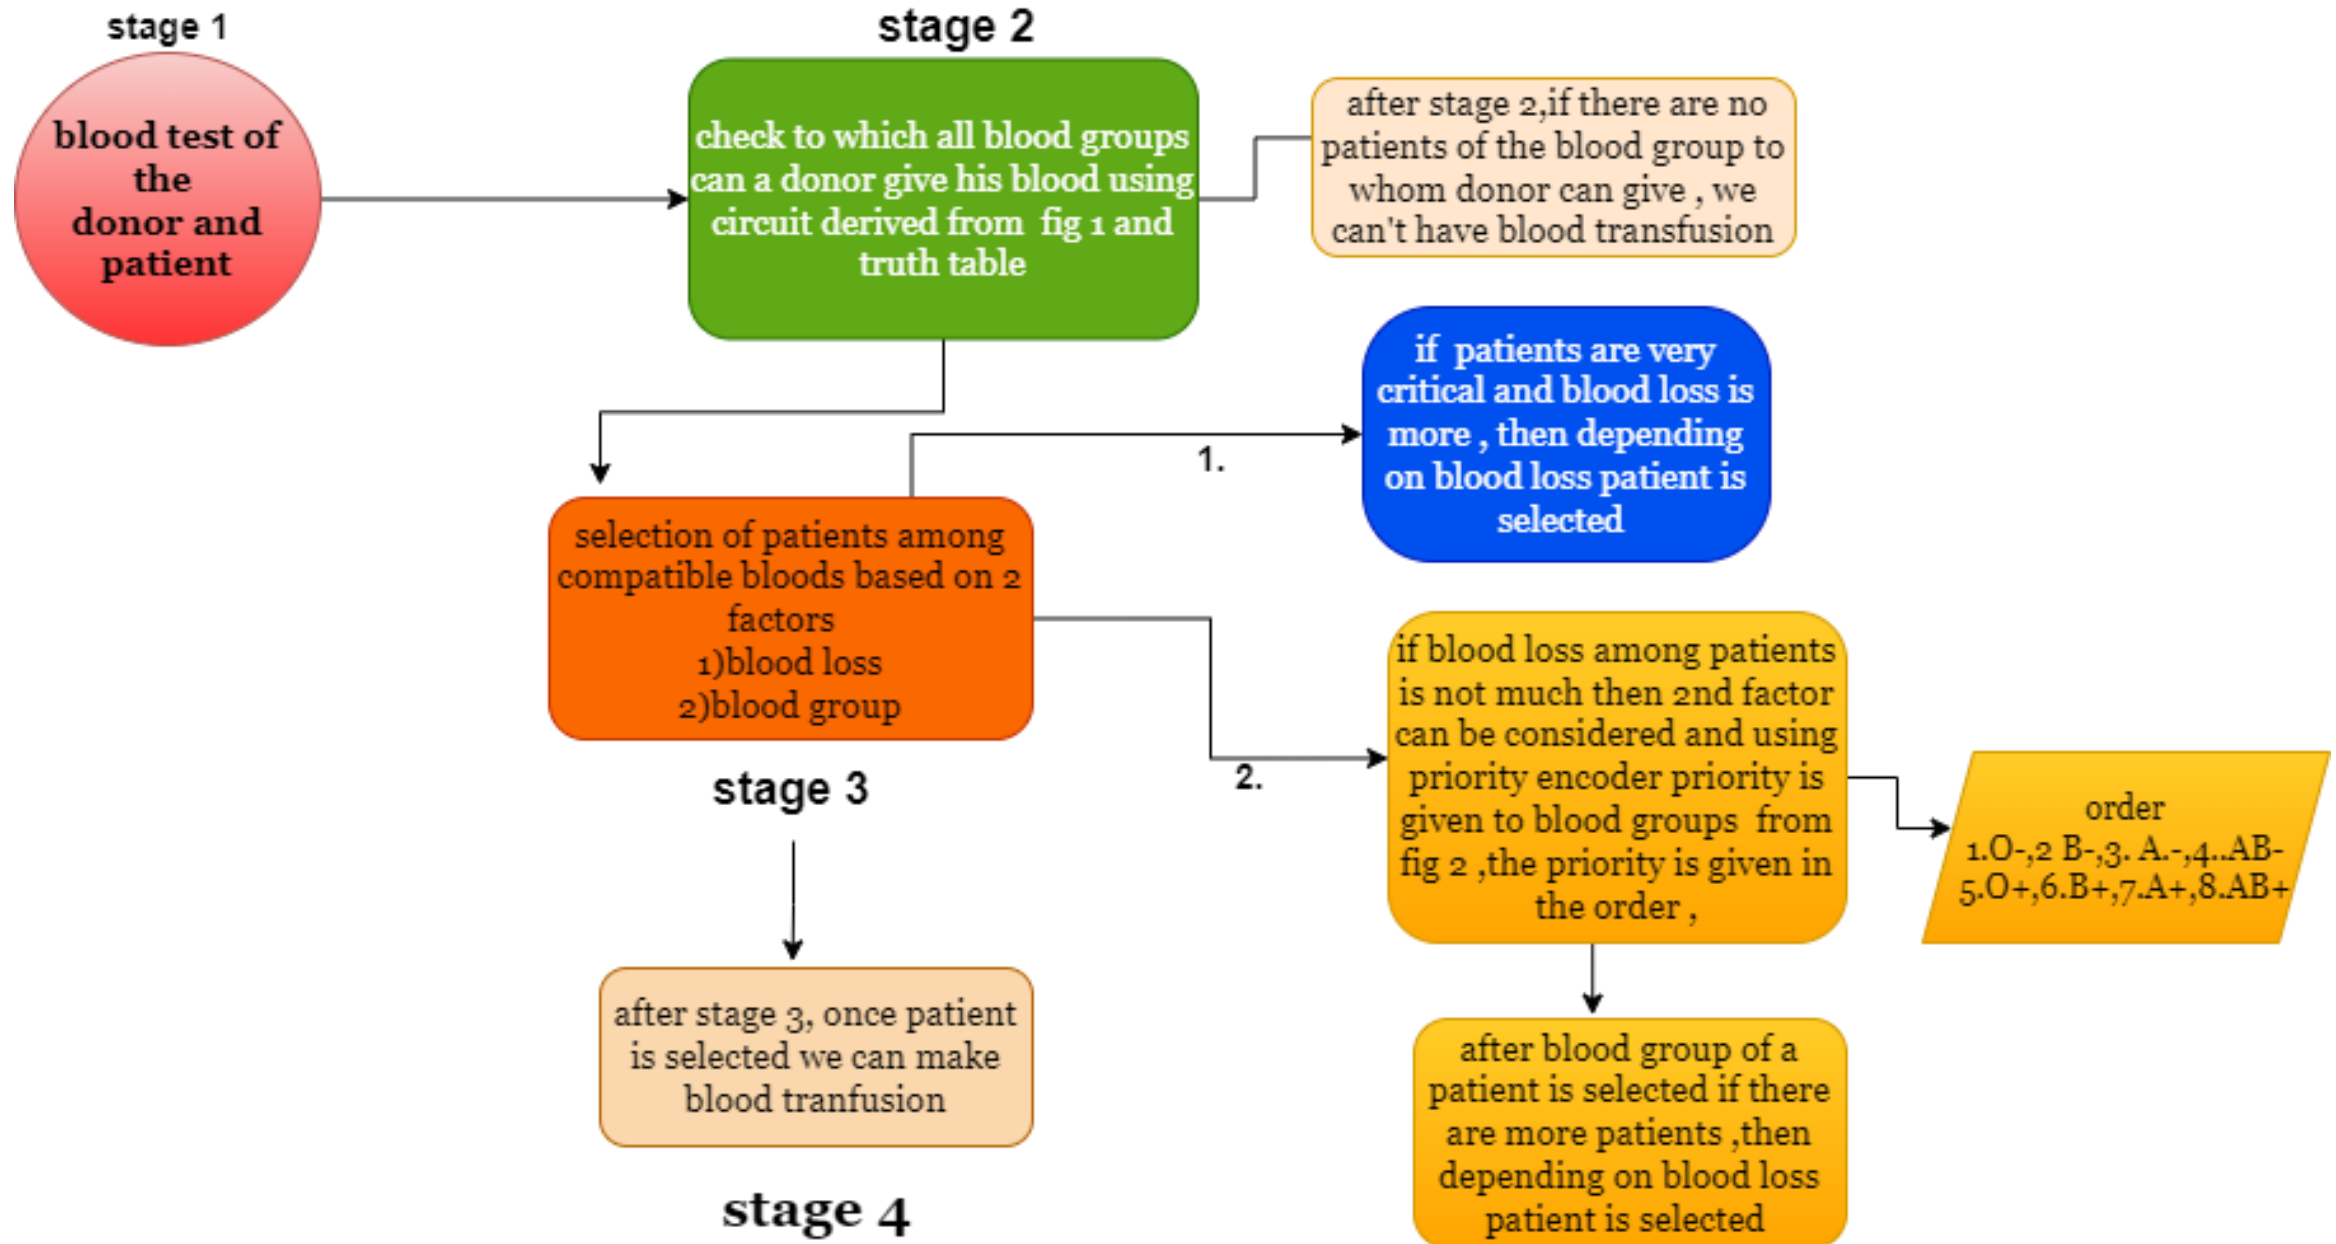 stage 1
blood test of
the
donor and
patient
stage 2
check to which all blood groups
can a donor give his blood using
circuit derived from fig 1 and
truth table
after stage 2,if there are no
patients of the blood group to
whom donor can give , we
can't have blood transfusion
if patients are very
critical and blood loss is
more , then depending
on blood loss patient is
selected
1.
selection of patients among
compatible bloods based on 2
factors
1)blood loss
2)blood group
stage 3
2.
if blood loss among patients
is not much then 2nd factor
can be considered and using
priority encoder priority is
given to blood groups from
fig 2 ,the priority is given in
the order ,
order
1.O-,2 B-,3. A.-,4..AB-
5.O+,6.B+,7.A+,8.AB+
after stage 3, once patient
is selected we can make
blood tranfusion
stage 4
after blood group of a
patient is selected if there
are more patients ,then
depending on blood loss
patient is selected